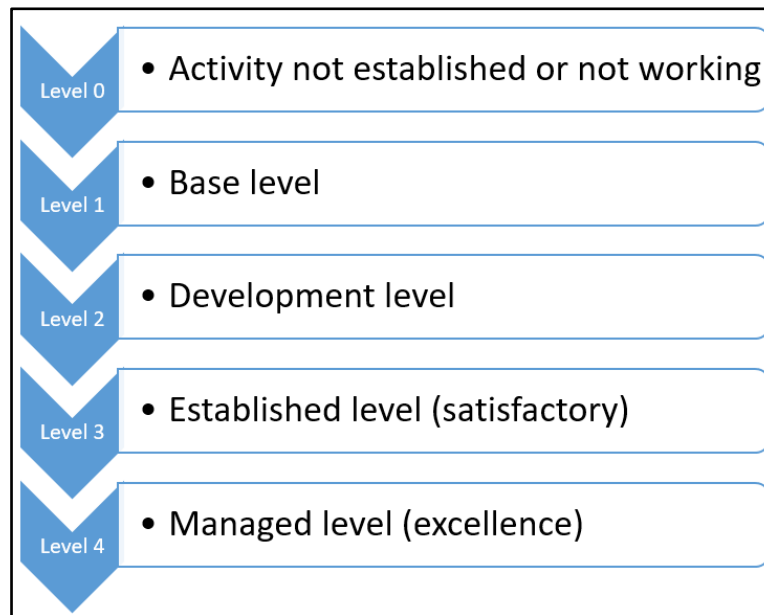 Level 0
• Activity not established or not working
Level 1
• Base level
Level 2
• Development level
Level 3
• Established level (satisfactory)
Level 4
• Managed level (excellence)